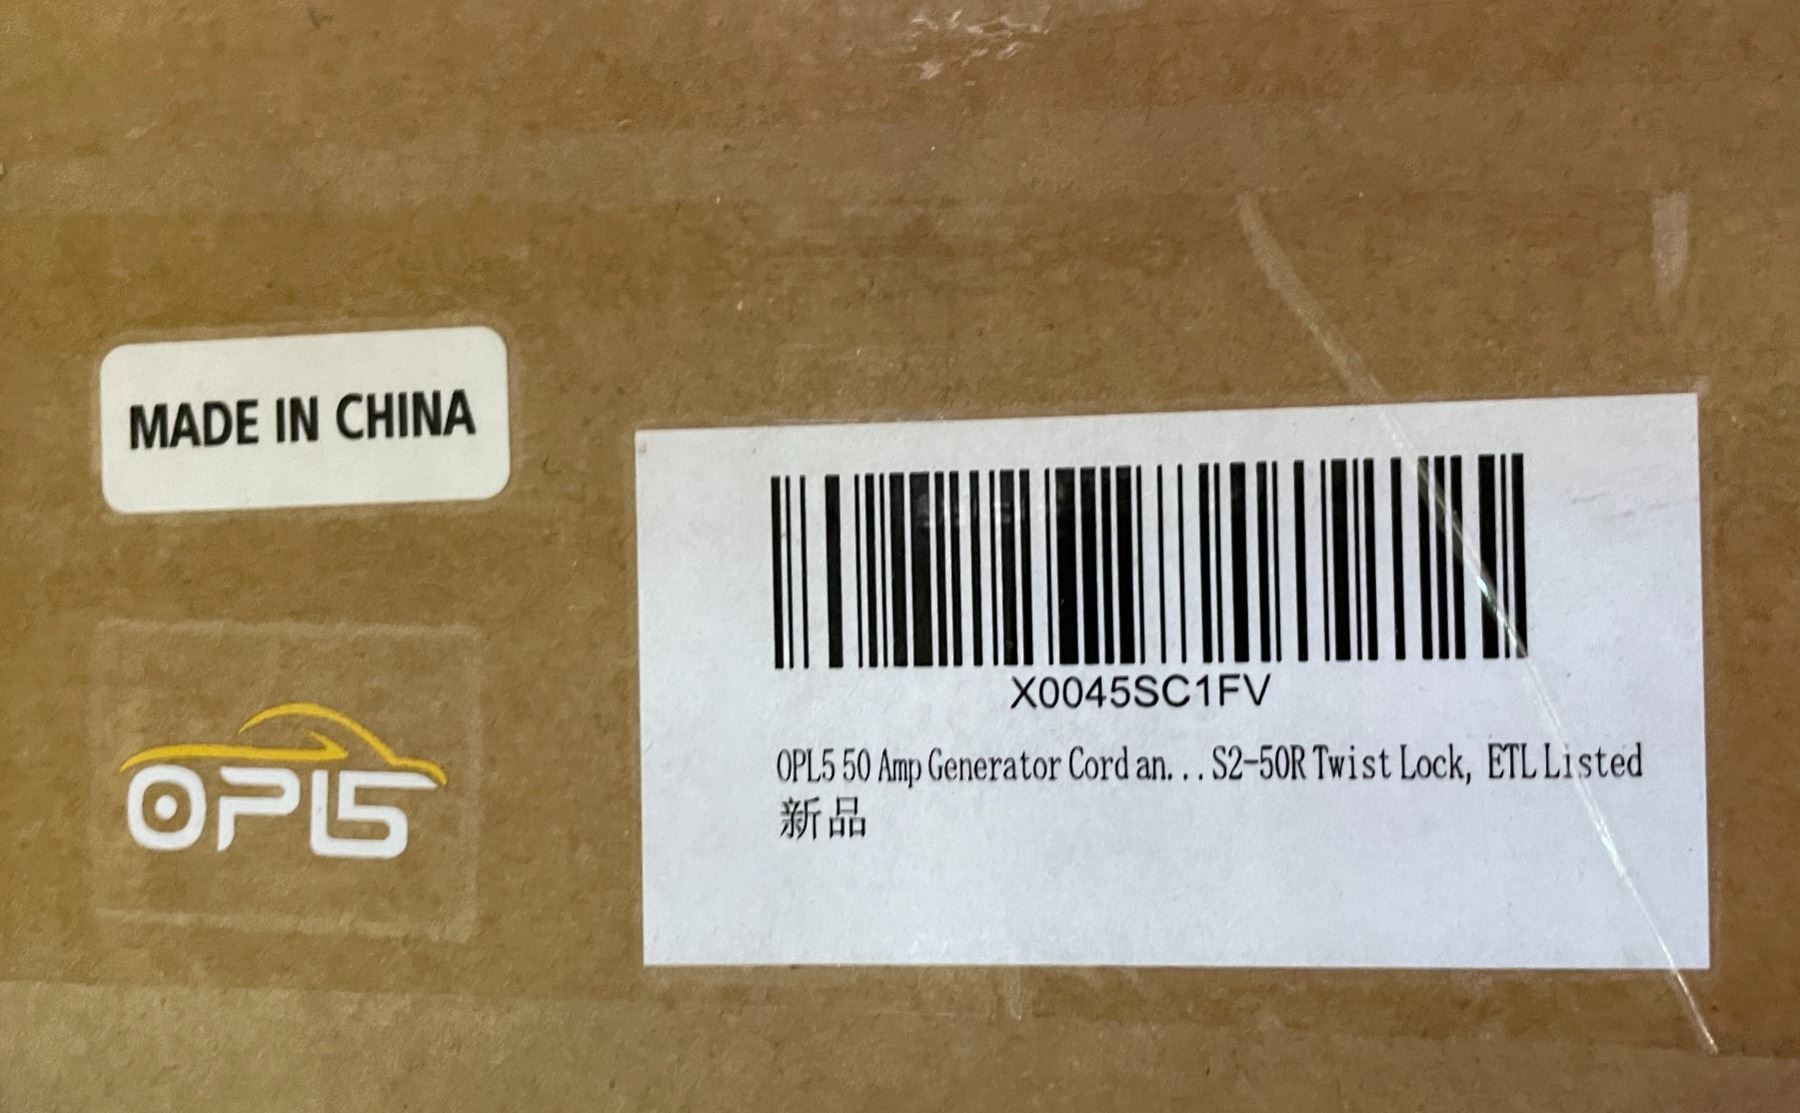 MADE IN CHINA
OPL5
X0045SC1FV
OPL5 50 Amp Generator Cord an...S2-50R Twist Lock, ETL Listed
新品